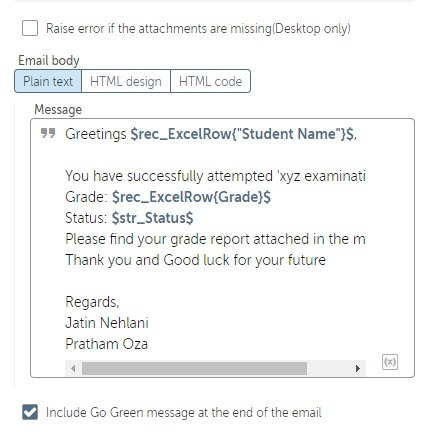 Raise error if the attachments are missing(Desktop only)
Email body
Plain text HTML design HTML code
Message
Greetings $rec_ExcelRow{"Student Name"}$,
You have successfully attempted 'xyz examinati
Grade: $rec_ExcelRow{Grade}$
Status: $str_Status$
Please find your grade report attached in the m
Thank you and Good luck for your future
Regards,
Jatin Nehlani
Pratham Oza
(x)
Include Go Green message at the end of the email